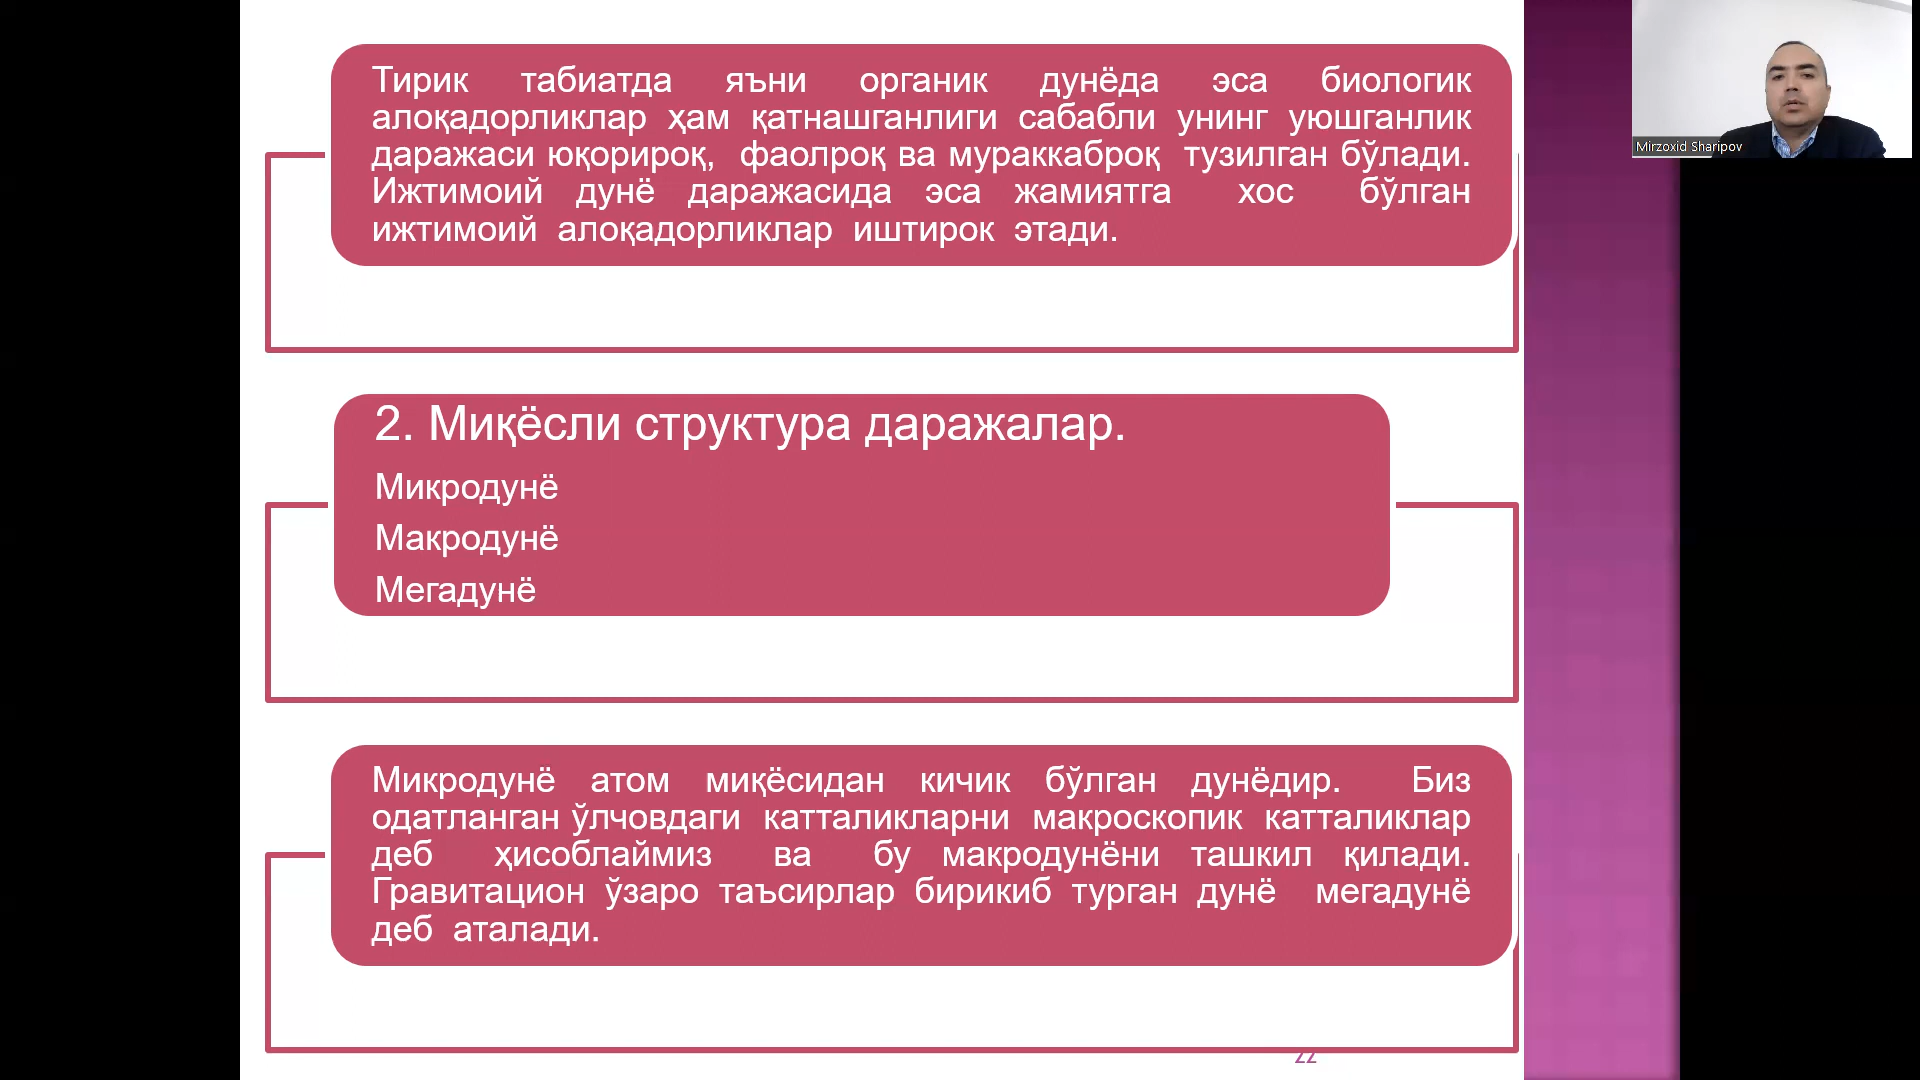 Тирик табиатда яъни органик дунёда эса биологик
алоқадорликлар ҳам қатнашганлиги сабабли унинг уюшганлик
даражаси юқорироқ, фаолроқ ва мураккаброқ тузилган бўлади.
Ижтимоий дунё даражасида эса жамиятга хос бўлган
ижтимоий алоқадорликлар иштирок этади.
2. Миқёсли структура даражалар.
Микродунё
Макродунё
Мегадунё
Микродунё атом миқёсидан кичик бўлган дунёдир. Биз
одатланган ўлчовдаги катталикларни макроскопик катталиклар
деб ҳисоблаймиз ва бу макродунёни ташкил қилади.
Гравитацион ўзаро таъсирлар бирикиб турган дунё мегадунё
деб аталади.
22
Mirzoxid Sharipov